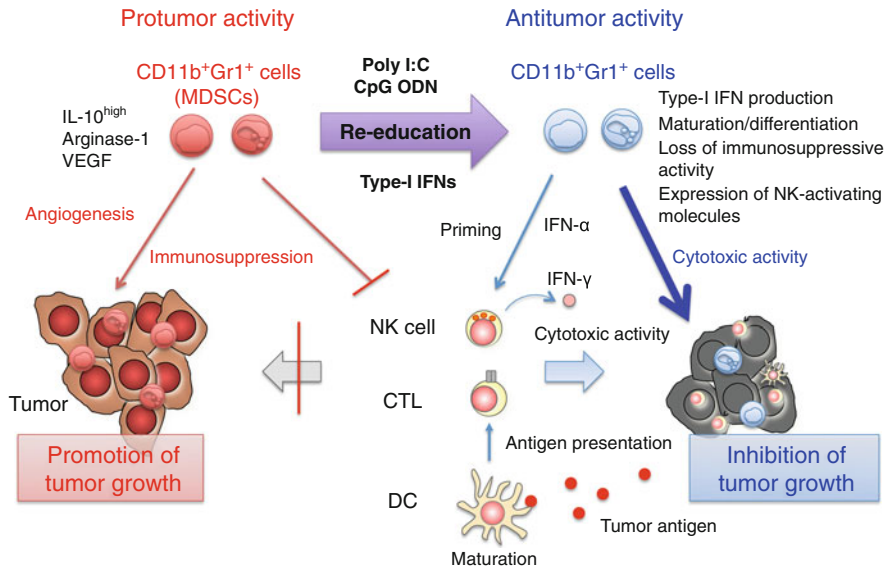 Protumor activity
Antitumor activity
CD11b⁺Gr1⁺ cells
(MDSCs)
IL-10ʰⁱᵍʰ
Arginase-1
VEGF
Poly I:C
CpG ODN
Re-education
Type-I IFNs
CD11b⁺Gr1⁺ cells
Type-I IFN production
Maturation/differentiation
Loss of immunosuppressive
activity
Expression of NK-activating
molecules
Angiogenesis
Immunosuppression
Priming
IFN-α
Cytotoxic activity
IFN-γ
NK cell
Cytotoxic activity
Tumor
CTL
Promotion of
tumor growth
Antigen presentation
Inhibition of
tumor growth
DC
Tumor antigen
Maturation